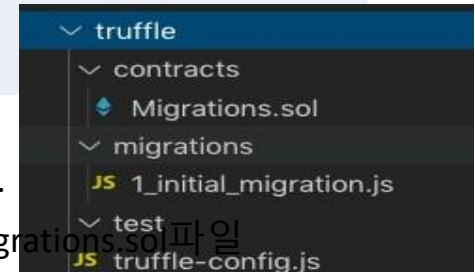 truffle
contracts
Migrations.sol
migrations
JS 1_initial_migration.js
test
grations.sol파일
JS truffle-config.js